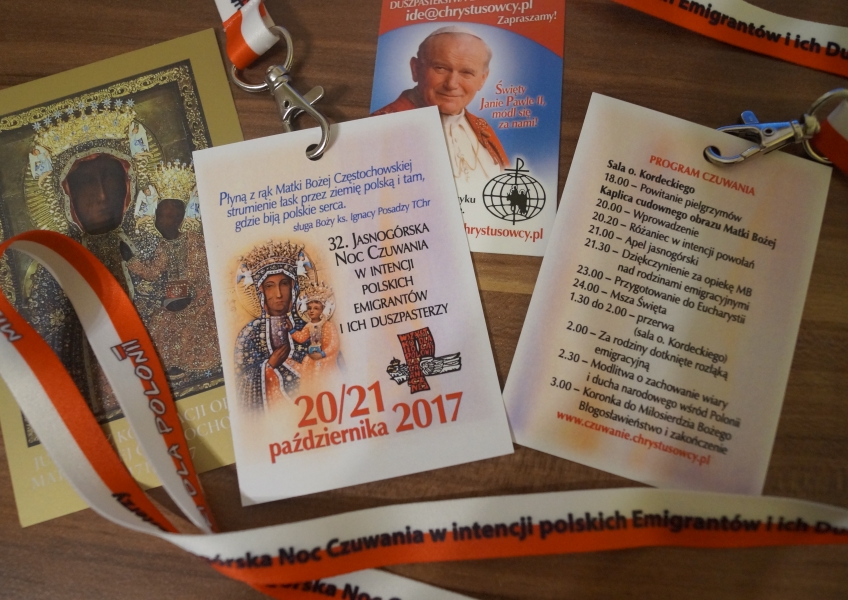 DUSZPASTERSTWA
ide@chrystusowcy.pl
Zapraszamy!
Święty
Janie Pawle II,
módl się
za nami!
chrystusowcy.pl
Płyną z rąk Matki Bożej Częstochowskiej
strumienie łask przez ziemię polską i tam,
gdzie biją polskie serca.
sługa Boży ks. Ignacy Posadzy TChr
32. Jasnogórska
Noc Czuwania
w intencji
polskich
emigrantów
i ich duszpasterzy
20/21
października 2017
PROGRAM CZUWANIA
Sala o. Kordeckiego
18.00 – Powitanie pielgrzymów
Kaplica cudownego obrazu Matki Bożej
20.00 – Wprowadzenie
20.20 – Różaniec w intencji powołań
21.00 – Apel jasnogórski
21.30 – Dziękczynienie za opiekę MB
nad rodzinami emigracyjnymi
23.00 – Przygotowanie do Eucharystii
24.00 – Msza Święta
1.30 do 2.00 – przerwa
(sala o. Kordeckiego)
2.00 – Za rodziny dotknięte rozłąką
emigracyjną
2.30 – Modlitwa o zachowanie wiary
i ducha narodowego wśród Polonii
3.00 – Koronka do Miłosierdzia Bożego
Błogosławieństwo i zakończenie
www.czuwanie.chrystusowcy.pl
Emigrantów i ich Du
DLA POLONII
górska Noc Czuwania w intencji polskich Emigrantów i ich Du
górska Noc Czuwania